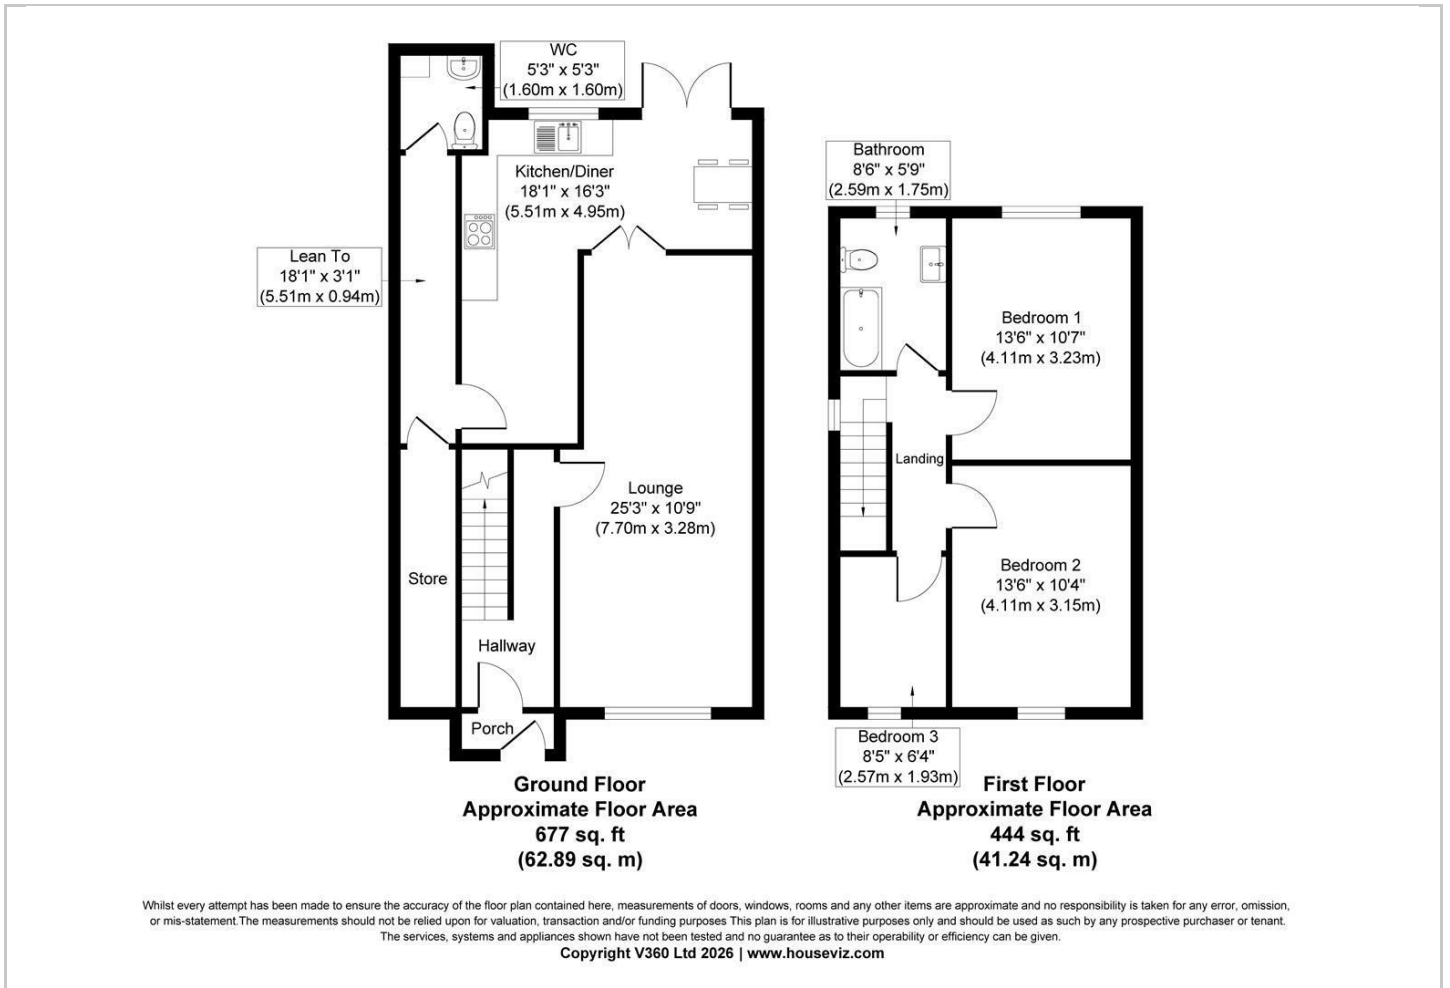 WC
5'3" x 5'3"
(1.60m x 1.60m)
Kitchen/Diner
18'1" x 16'3"
(5.51m x 4.95m)
Lean To
18'1" x 3'1"
(5.51m x 0.94m)
Lounge
25'3" x 10'9"
(7.70m x 3.28m)
Store
Hallway
Porch
Ground Floor
Approximate Floor Area
677 sq. ft
(62.89 sq. m)
Bathroom
8'6" x 5'9"
(2.59m x 1.75m)
Bedroom 1
13'6" x 10'7"
(4.11m x 3.23m)
Landing
Bedroom 2
13'6" x 10'4"
(4.11m x 3.15m)
Bedroom 3
8'5" x 6'4"
(2.57m x 1.93m)
First Floor
Approximate Floor Area
444 sq. ft
(41.24 sq. m)
Whilst every attempt has been made to ensure the accuracy of the floor plan contained here, measurements of doors, windows, rooms and any other items are approximate and no responsibility is taken for any error, omission,
or mis-statement.The measurements should not be relied upon for valuation, transaction and/or funding purposes This plan is for illustrative purposes only and should be used as such by any prospective purchaser or tenant.
The services, systems and appliances shown have not been tested and no guarantee as to their operability or efficiency can be given.
Copyright V360 Ltd 2026 | www.houseviz.com